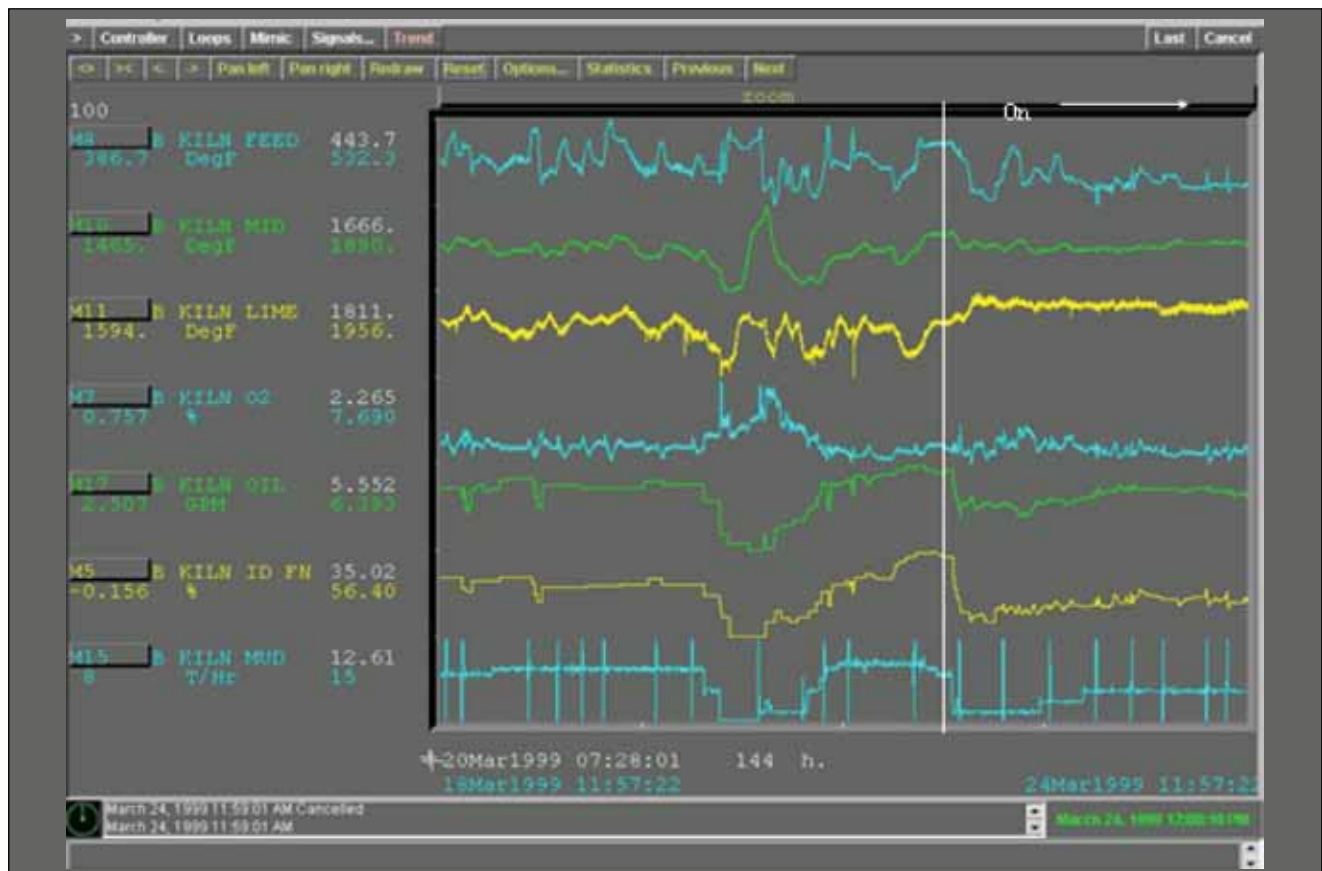 > Controller Loops Mimic Signals... Trend Last Cancel
<> >< <- -> Pan left Pan right Redraw Reset Options... Statistics Previous Next
zoom
100 On
M8 B KILN FEED 443.7
386.7 DegF 532.3
M10 B KILN MID 1666.
1465. DegF 1890.
M11 B KILN LIME 1811.
1594. DegF 1956.
M7 B KILN O2 2.265
0.757 % 7.690
M17 B KILN OIL 5.552
2.507 GPM
M5 B KILN ID FN 35.02
-0.156 % 56.40
M15 B KILN MUD 12.61
8 T/Hr 15
20Mar1999 07:28:01 144 h.
18Mar1999 11:57:22 24Mar1999 11:57:22
March 24, 1999 11:59:01 AM Cancelled
March 24, 1999 11:59:01 AM